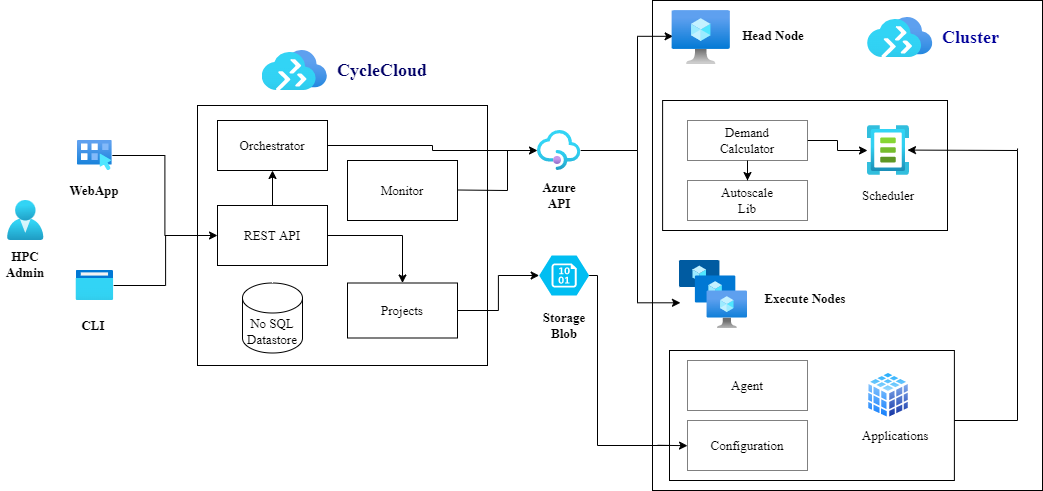 CycleCloud
Cluster
Head Node
WebApp
HPC
Admin
CLI
Orchestrator
Monitor
REST API
No SQL
Datastore
Projects
Azure
API
Storage
Blob
Demand
Calculator
Autoscale
Lib
Scheduler
Execute Nodes
10
01
Agent
Configuration
Applications